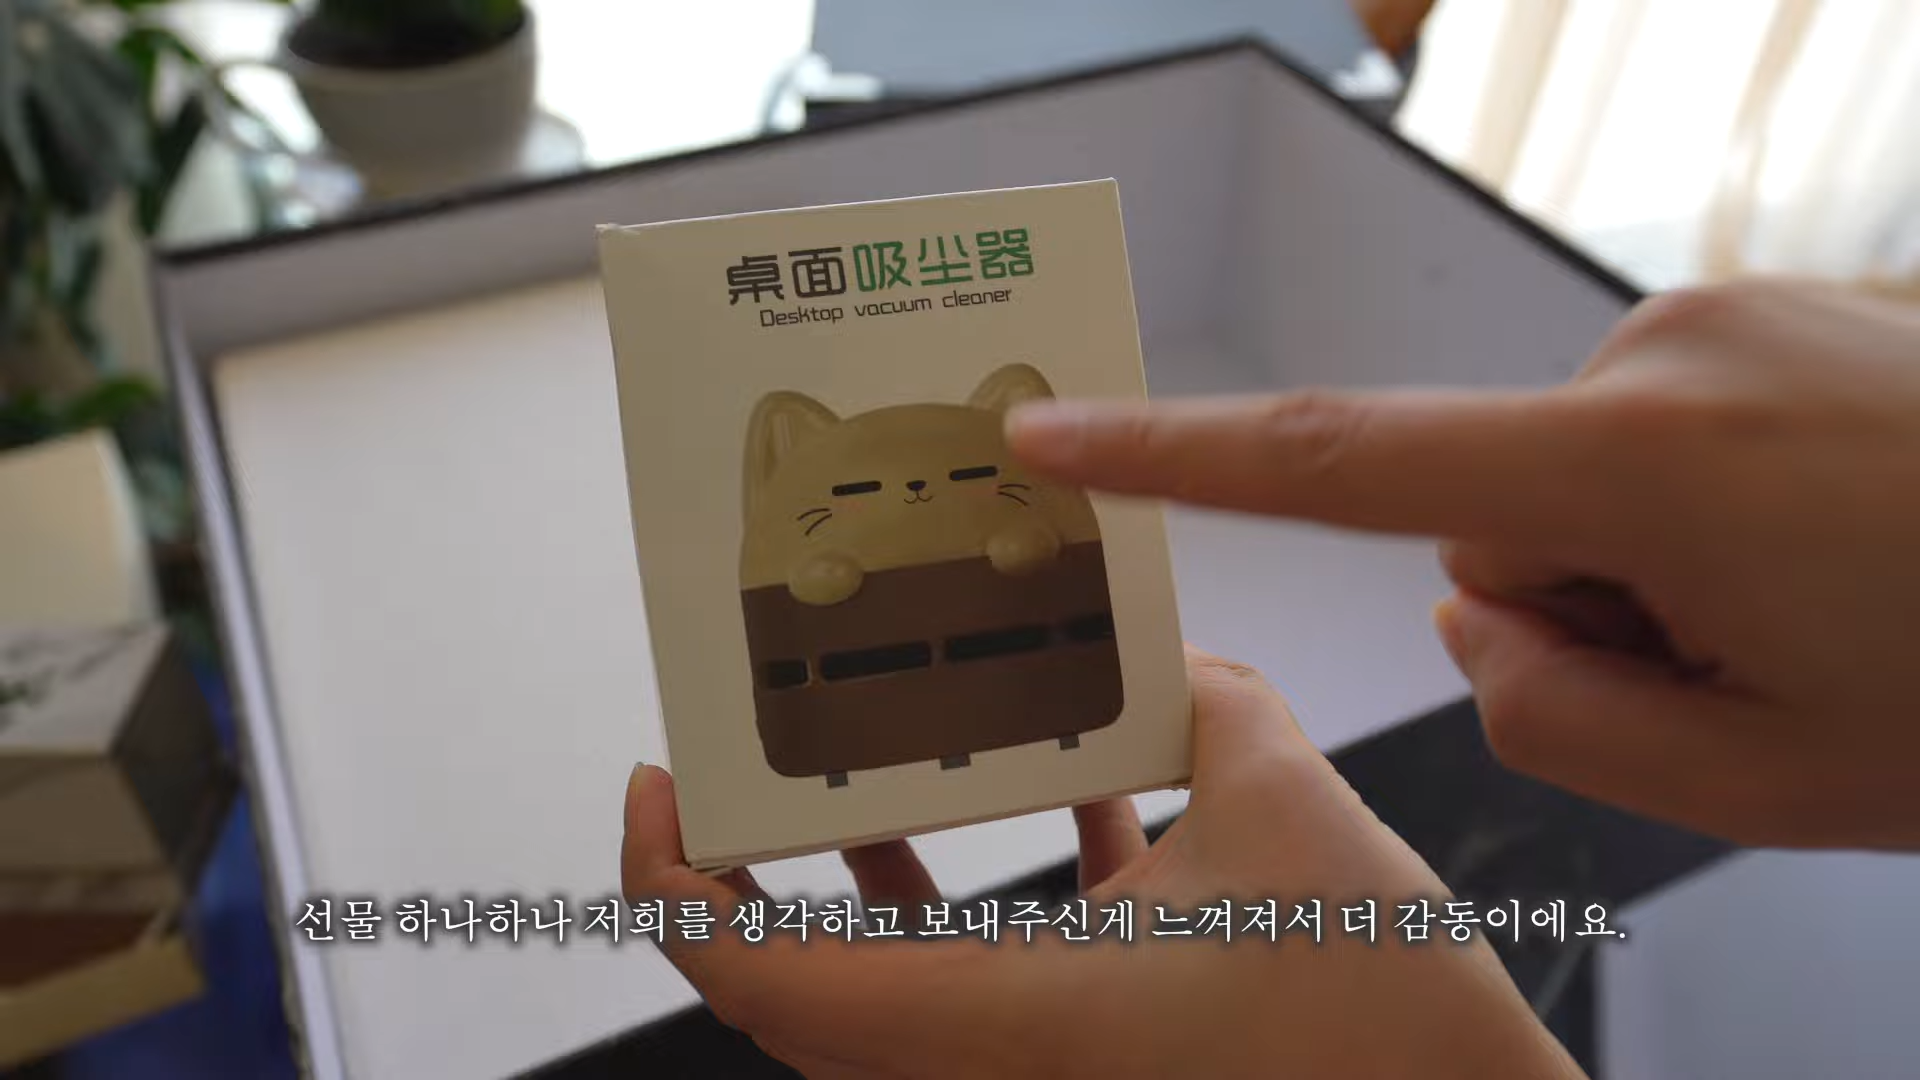 桌面吸尘器
Desktop vacuum cleaner
선물 하나하나 저희를 생각하고 보내주신게 느껴져서 더 감동이에요.